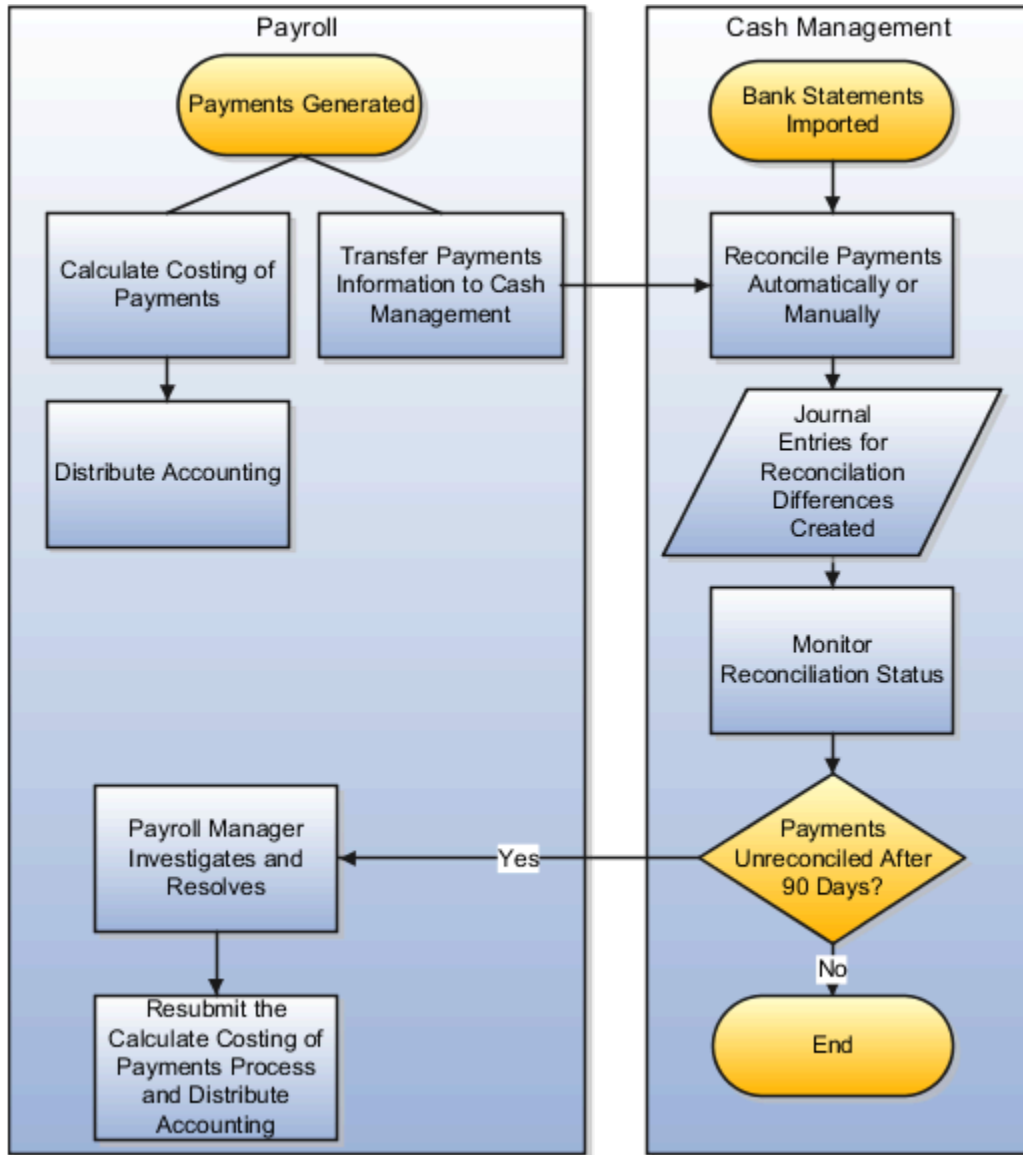 Payroll
Payments Generated
Calculate Costing of
Payments
Transfer Payments
Information to Cash
Management
Distribute Accounting
Payroll Manager
Investigates and
Resolves
Resubmit the
Calculate Costing of
Payments Process
and Distribute
Accounting
Cash Management
Bank Statements
Imported
Reconcile Payments
Automatically or
Manually
Journal
Entries for
Reconcilation
Differences
Created
Monitor
Reconciliation Status
Payments
Unreconciled After
90 Days?
Yes
No
End